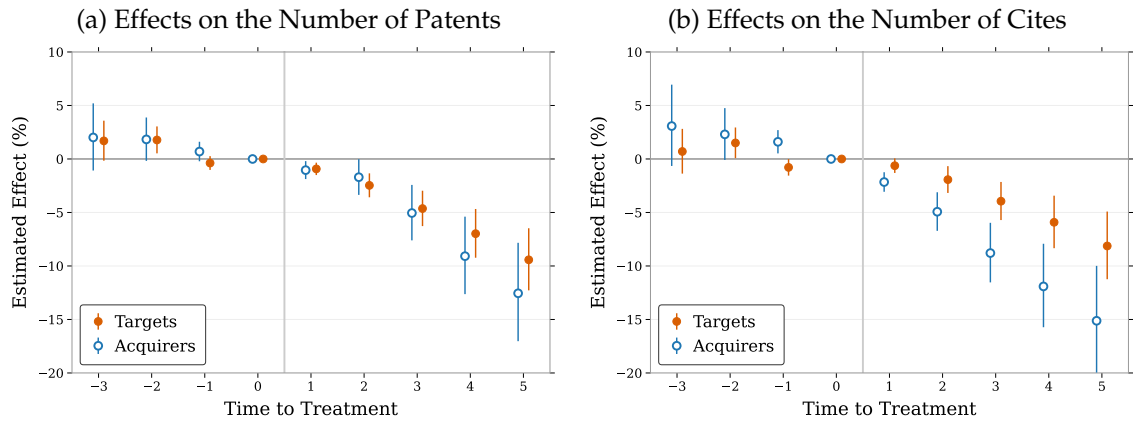 (a) Effects on the Number of Patents
10
5
0
−5
−10
−15
−20
Estimated Effect (%)
Targets
Acquirers
−3 −2 −1 0 1 2 3 4 5
Time to Treatment
(b) Effects on the Number of Cites
10
5
0
−5
−10
−15
−20
Estimated Effect (%)
Targets
Acquirers
−3 −2 −1 0 1 2 3 4 5
Time to Treatment